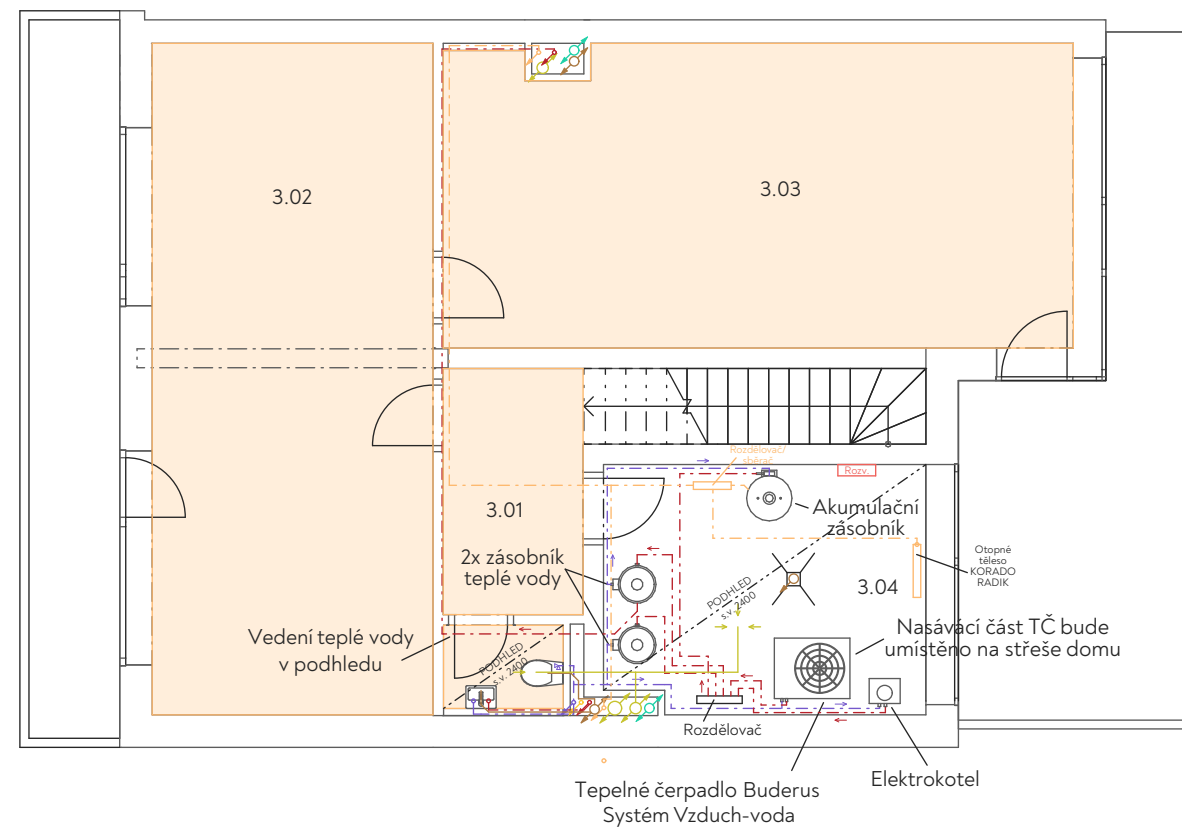 3.02
3.03
Rozdělovač/
sběrač
Rozv.
3.01
Akumulační
zásobník
2x zásobník
teplé vody
Otopné
těleso
KORADO
RADIK
PODHLED
s.v. 2400
3.04
Nasávácí část TČ bude
umístěno na střeše domu
Vedení teplé vody
v podhledu
PODHLED
s.v. 2400
Rozdělovač
Tepelné čerpadlo Buderus
Systém Vzduch-voda
Elektrokotel